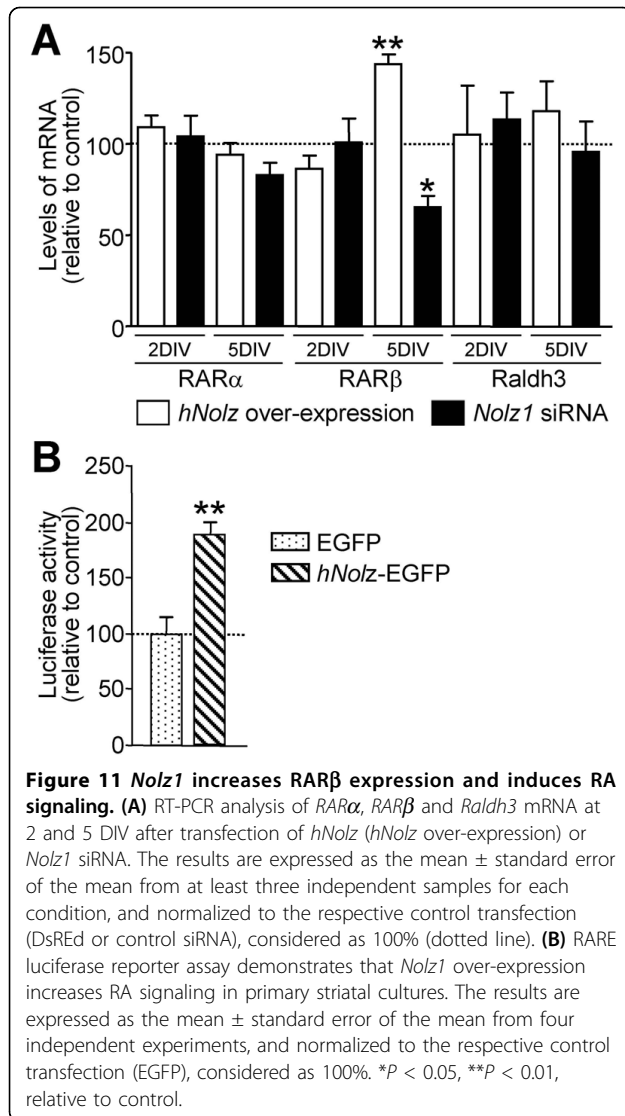 A
Levels of mRNA
(relative to control)
150
100
50
0
**
*
2DIV 5DIV 2DIV 5DIV 2DIV 5DIV
RARα RARβ Raldh3
hNolz over-expression Nolz1 siRNA
B
Luciferase activity
(relative to control)
250
200
150
100
50
0
**
EGFP
hNolz-EGFP
Figure 11 Nolz1 increases RARβ expression and induces RA
signaling. (A) RT-PCR analysis of RARα, RARβ and Raldh3 mRNA at
2 and 5 DIV after transfection of hNolz (hNolz over-expression) or
Nolz1 siRNA. The results are expressed as the mean ± standard error
of the mean from at least three independent samples for each
condition, and normalized to the respective control transfection
(DsREd or control siRNA), considered as 100% (dotted line). (B) RARE
luciferase reporter assay demonstrates that Nolz1 over-expression
increases RA signaling in primary striatal cultures. The results are
expressed as the mean ± standard error of the mean from four
independent experiments, and normalized to the respective control
transfection (EGFP), considered as 100%. *P < 0.05, **P < 0.01,
relative to control.